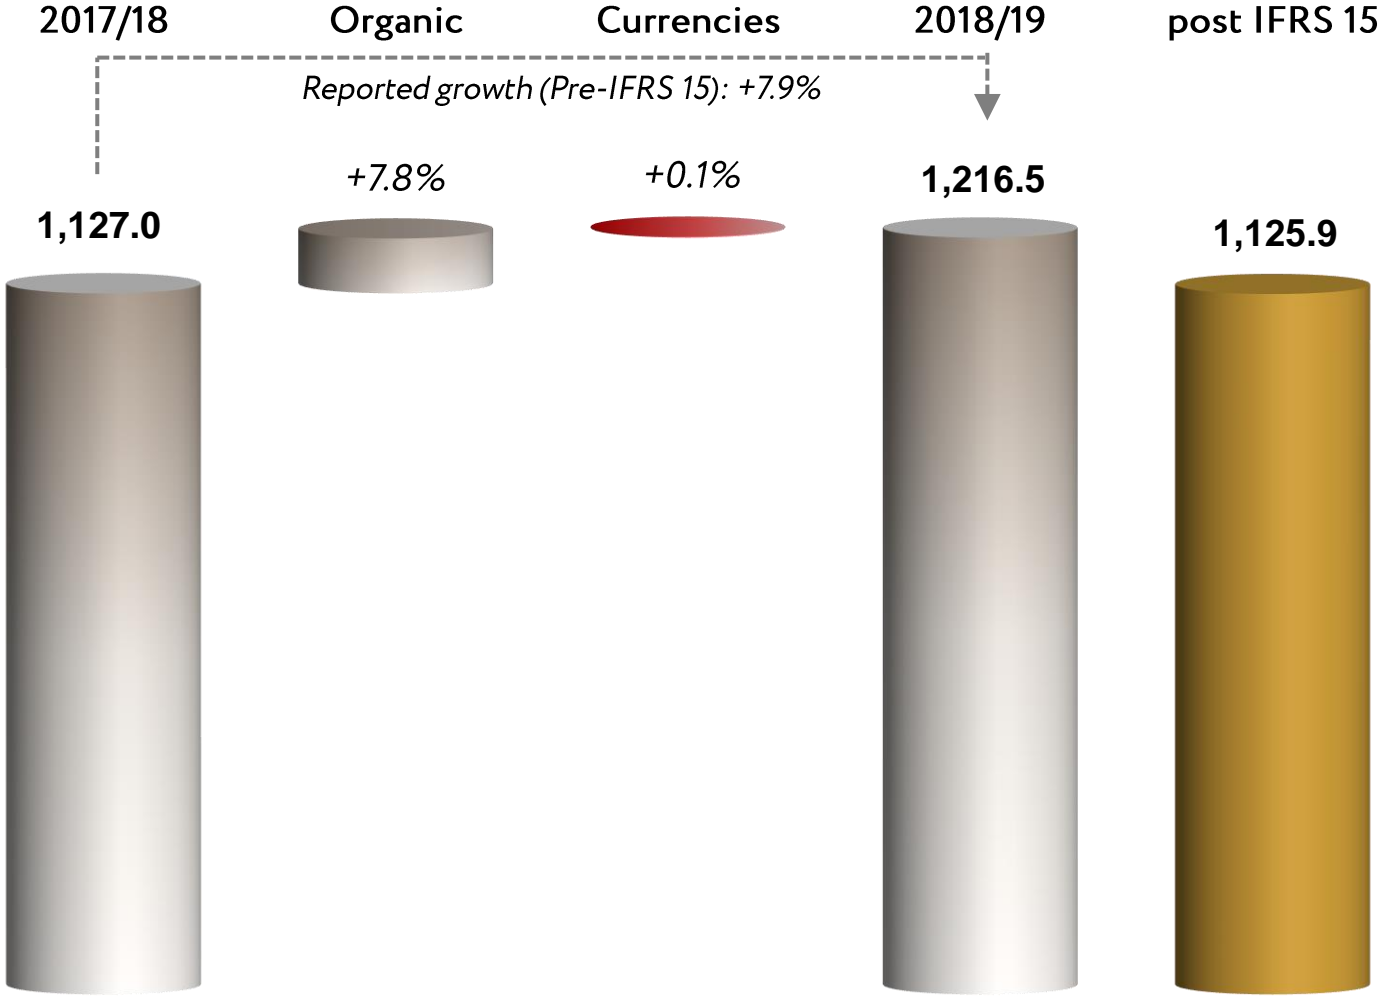 2017/18 Organic Currencies 2018/19 post IFRS 15
Reported growth (Pre-IFRS 15): +7.9%
+7.8% +0.1% 1,216.5
1,127.0 1,125.9